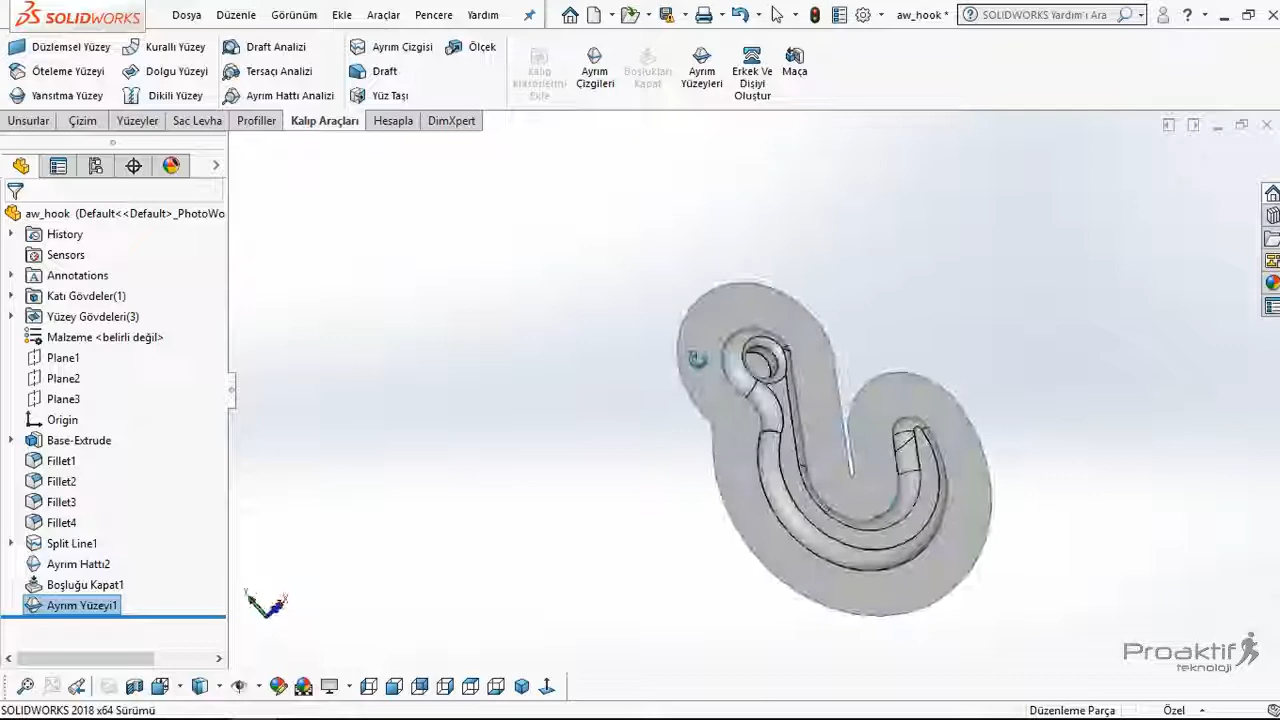 SOLIDWORKS Dosya Düzenle Görünüm Ekle Araçlar Pencere Yardım aw_hook * SOLIDWORKS Yardım'ı Ara ?
Düzlemsel Yüzey Kurallı Yüzey Draft Analizi Ayrım Çizgisi Ölçek
Öteleme Yüzeyi Dolgu Yüzeyi Tersaçı Analizi Draft
Yansıtma Yüzey Dikili Yüzey Ayrım Hattı Analizi Yüz Taşı
Kalıp Klasörlerini Ekle
Ayrım Çizgileri
Boşlukları Kapat
Ayrım Yüzeyleri
Erkek Ve Dişiyi Oluştur
Maça
Unsurlar Çizim Yüzeyler Sac Levha Profiller Kalıp Araçları Hesapla DimXpert
aw_hook (Default<<Default>_PhotoWo
History
Sensors
Annotations
Katı Gövdeler(1)
Yüzey Gövdeleri(3)
Malzeme <belirli değil>
Plane1
Plane2
Plane3
Origin
Base-Extrude
Fillet1
Fillet2
Fillet3
Fillet4
Split Line1
Ayrım Hattı2
Boşluğu Kapat1
Ayrım Yüzeyi1
Proaktif
teknoloji
SOLIDWORKS 2018 x64 Sürümü Düzenleme Parça Özel